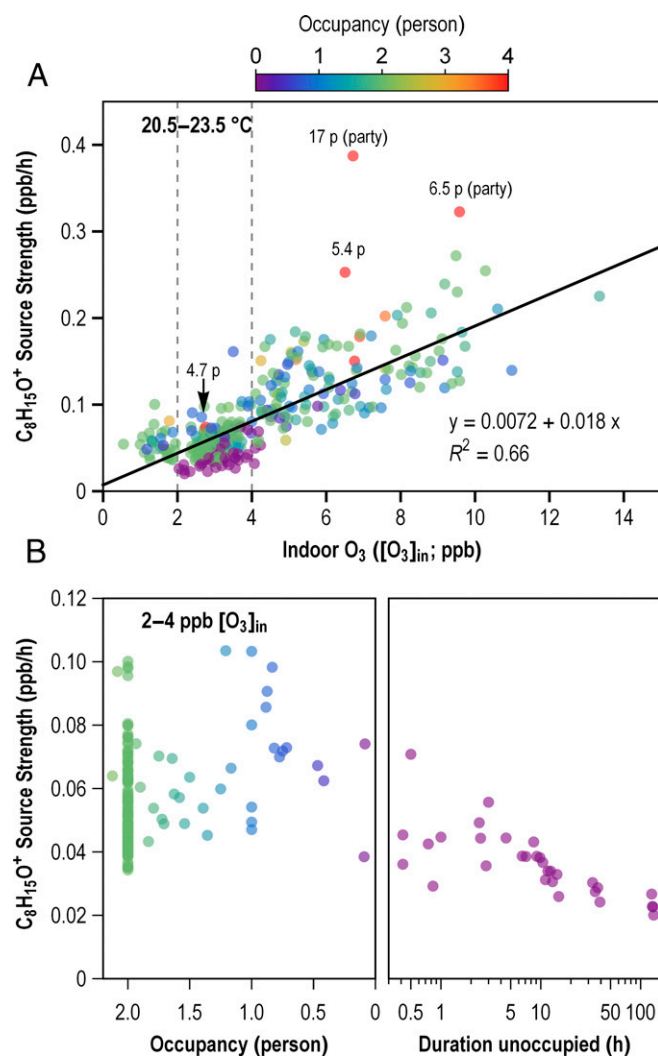 Occupancy (person)
0 1 2 3 4
A
20.5–23.5 °C
17 p (party)
6.5 p (party)
5.4 p
4.7 p
y = 0.0072 + 0.018 x
R² = 0.66
C₈H₁₅O⁺ Source Strength (ppb/h)
0.4
0.3
0.2
0.1
0
0 2 4 6 8 10 12 14
Indoor O₃ ([O₃]ᵢₙ; ppb)
B
2–4 ppb [O₃]ᵢₙ
C₈H₁₅O⁺ Source Strength (ppb/h)
0.12
0.10
0.08
0.06
0.04
0.02
0
2.0 1.5 1.0 0.5 0
Occupancy (person)
0.5 1 5 10 50 100
Duration unoccupied (h)